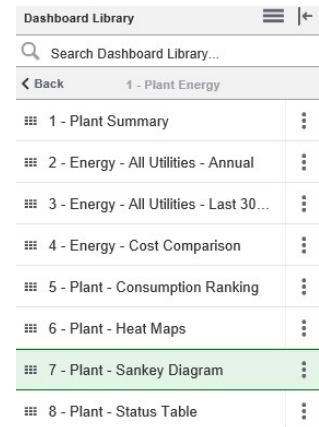 Dashboard Library
Search Dashboard Library...
Back 1 - Plant Energy
1 - Plant Summary
2 - Energy - All Utilities - Annual
3 - Energy - All Utilities - Last 30...
4 - Energy - Cost Comparison
5 - Plant - Consumption Ranking
6 - Plant - Heat Maps
7 - Plant - Sankey Diagram
8 - Plant - Status Table